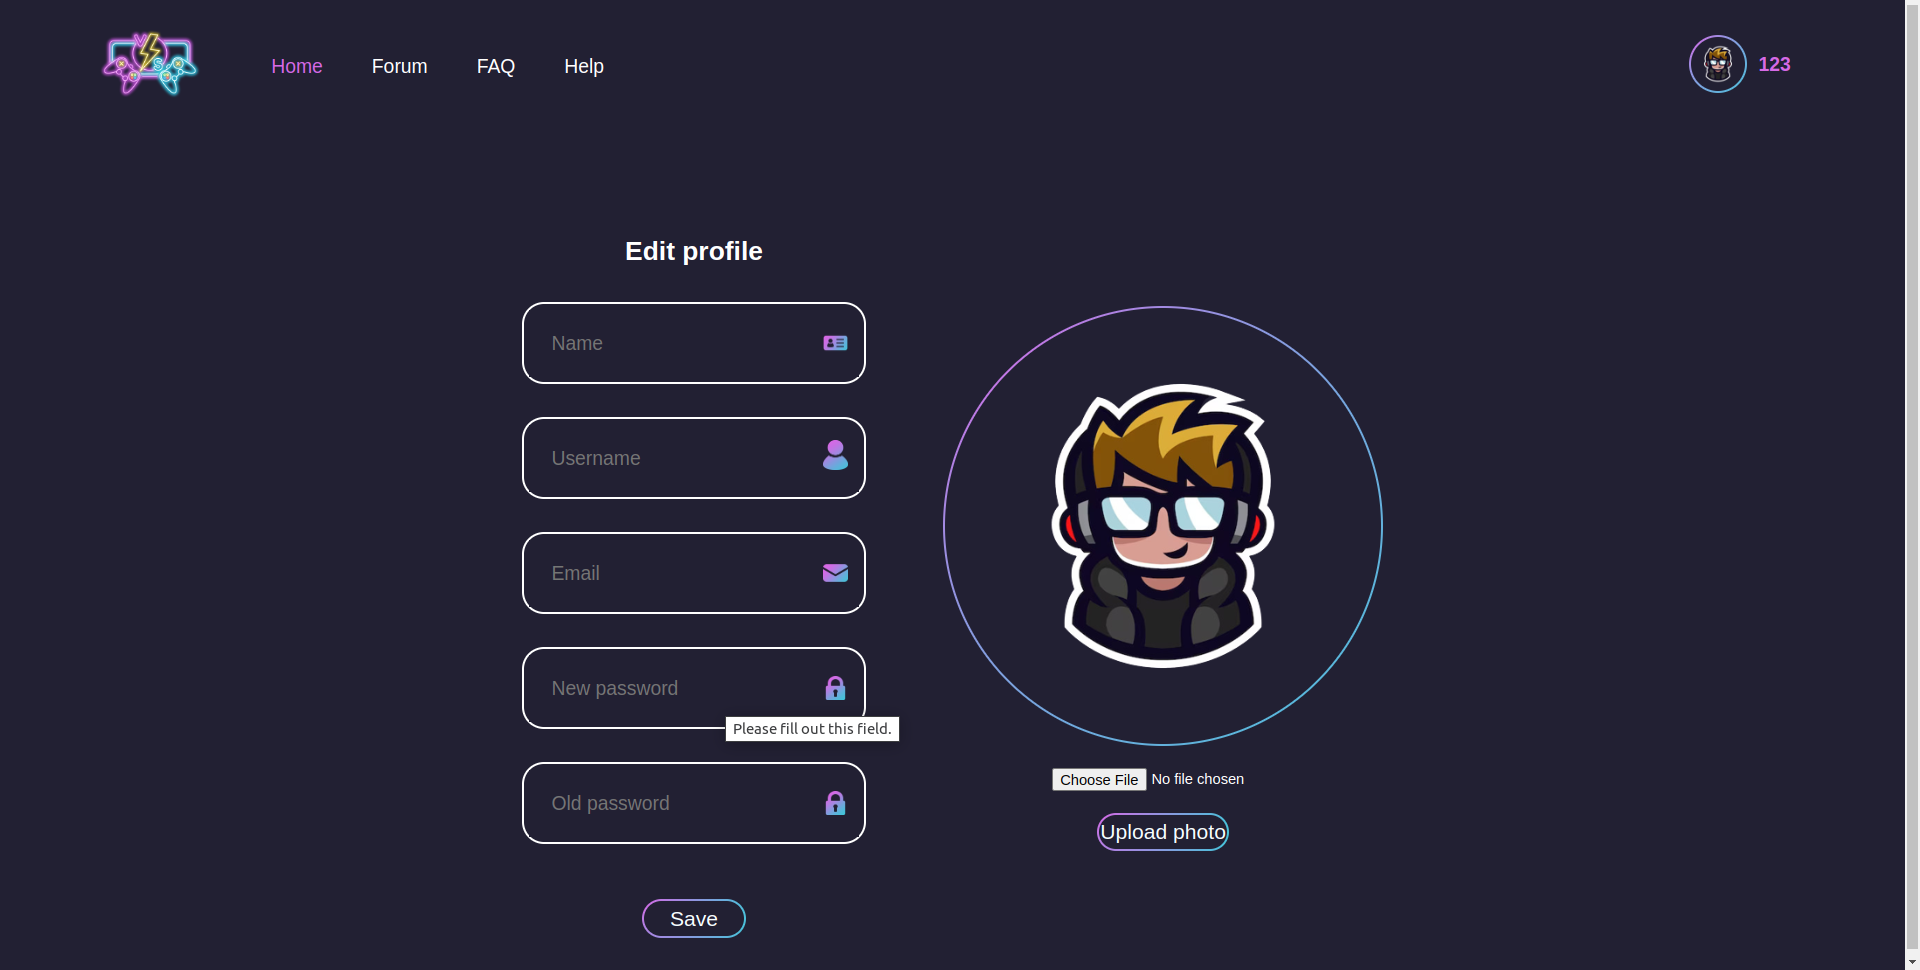 Home Forum FAQ Help
123
Edit profile
Name
Username
Email
New password
Please fill out this field.
Old password
Save
Choose File No file chosen
Upload photo